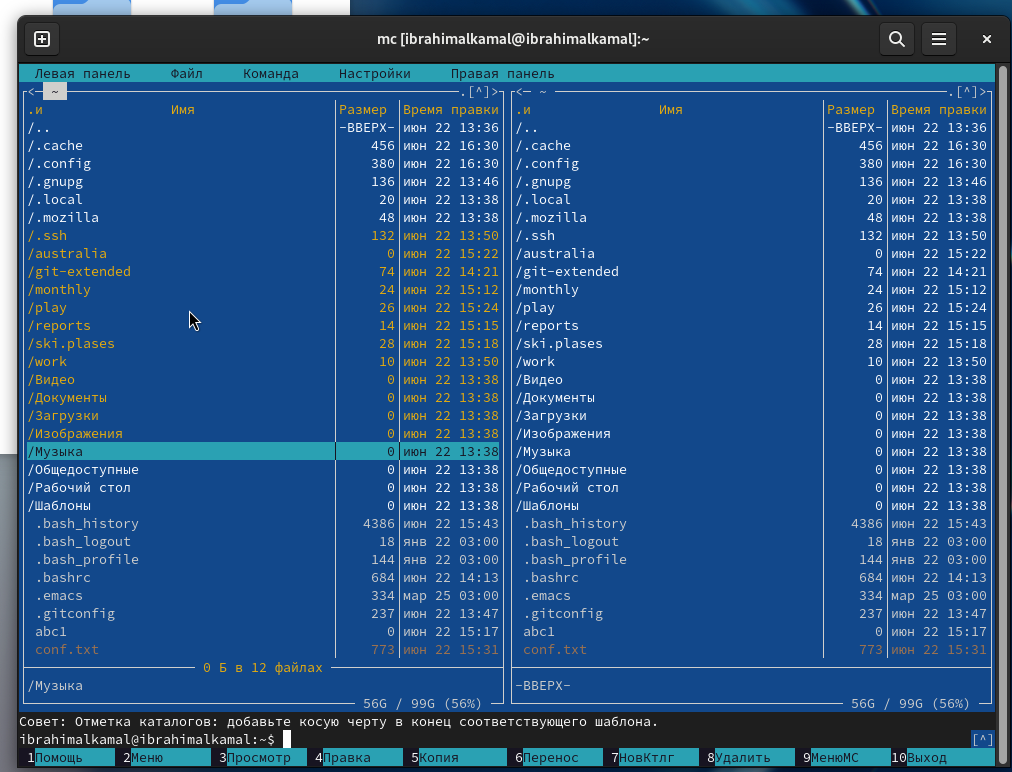 mc [ibrahimalkamal@ibrahimalkamal]:~
Левая панель Файл Команда Настройки Правая панель
<- ~ .[^]> <- ~ .[^]>
.и Имя Размер Время правки .и Имя Размер Время правки
/.. -ВВЕРХ- июн 22 13:36 /.. -ВВЕРХ- июн 22 13:36
/.cache 456 июн 22 16:30 /.cache 456 июн 22 16:30
/.config 380 июн 22 16:30 /.config 380 июн 22 16:30
/.gnupg 136 июн 22 13:46 /.gnupg 136 июн 22 13:46
/.local 20 июн 22 13:38 /.local 20 июн 22 13:38
/.mozilla 48 июн 22 13:38 /.mozilla 48 июн 22 13:38
/.ssh 132 июн 22 13:50 /.ssh 132 июн 22 13:50
/australia 0 июн 22 15:22 /australia 0 июн 22 15:22
/git-extended 74 июн 22 14:21 /git-extended 74 июн 22 14:21
/monthly 24 июн 22 15:12 /monthly 24 июн 22 15:12
/play 26 июн 22 15:24 /play 26 июн 22 15:24
/reports 14 июн 22 15:15 /reports 14 июн 22 15:15
/ski.plases 28 июн 22 15:18 /ski.plases 28 июн 22 15:18
/work 10 июн 22 13:50 /work 10 июн 22 13:50
/Видео 0 июн 22 13:38 /Видео 0 июн 22 13:38
/Документы 0 июн 22 13:38 /Документы 0 июн 22 13:38
/Загрузки 0 июн 22 13:38 /Загрузки 0 июн 22 13:38
/Изображения 0 июн 22 13:38 /Изображения 0 июн 22 13:38
/Музыка 0 июн 22 13:38 /Музыка 0 июн 22 13:38
/Общедоступные 0 июн 22 13:38 /Общедоступные 0 июн 22 13:38
/Рабочий стол 0 июн 22 13:38 /Рабочий стол 0 июн 22 13:38
/Шаблоны 0 июн 22 13:38 /Шаблоны 0 июн 22 13:38
.bash_history 4386 июн 22 15:43 .bash_history 4386 июн 22 15:43
.bash_logout 18 янв 22 03:00 .bash_logout 18 янв 22 03:00
.bash_profile 144 янв 22 03:00 .bash_profile 144 янв 22 03:00
.bashrc 684 июн 22 14:13 .bashrc 684 июн 22 14:13
.emacs 334 мар 25 03:00 .emacs 334 мар 25 03:00
.gitconfig 237 июн 22 13:47 .gitconfig 237 июн 22 13:47
abc1 0 июн 22 15:17 abc1 0 июн 22 15:17
conf.txt 773 июн 22 15:31 conf.txt 773 июн 22 15:31
0 Б в 12 файлах
/Музыка -ВВЕРХ-
56G / 99G (56%) 56G / 99G (56%)
Совет: Отметка каталогов: добавьте косую черту в конец соответствующего шаблона.
ibrahimalkamal@ibrahimalkamal:~$ [^]
1Помощь 2Меню 3Просмотр 4Правка 5Копия 6Перенос 7НовКтлг 8Удалить 9МенюМС 10Выход